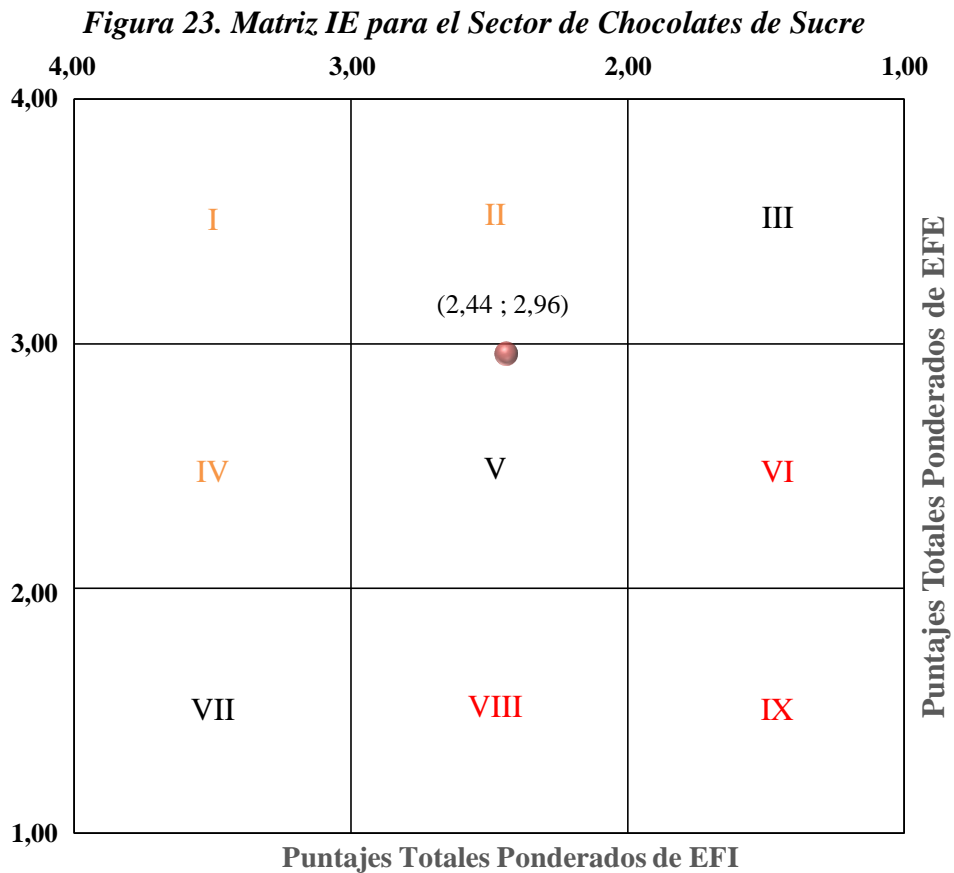 Figura 23. Matriz IE para el Sector de Chocolates de Sucre
4,00 3,00 2,00 1,00
4,00
I II III
(2,44 ; 2,96)
3,00
IV V VI
2,00
VII VIII IX
1,00
Puntajes Totales Ponderados de EFE
Puntajes Totales Ponderados de EFI